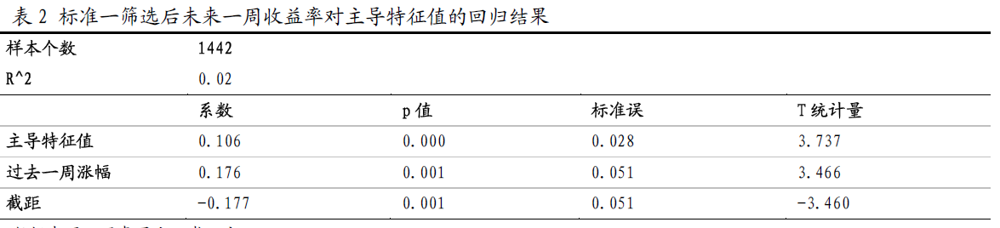 表 2 标准一筛选后未来一周收益率对主导特征值的回归结果
样本个数 1442
R^2 0.02
系数 p 值 标准误 T 统计量
主导特征值 0.106 0.000 0.028 3.737
过去一周涨幅 0.176 0.001 0.051 3.466
截距 -0.177 0.001 0.051 -3.460